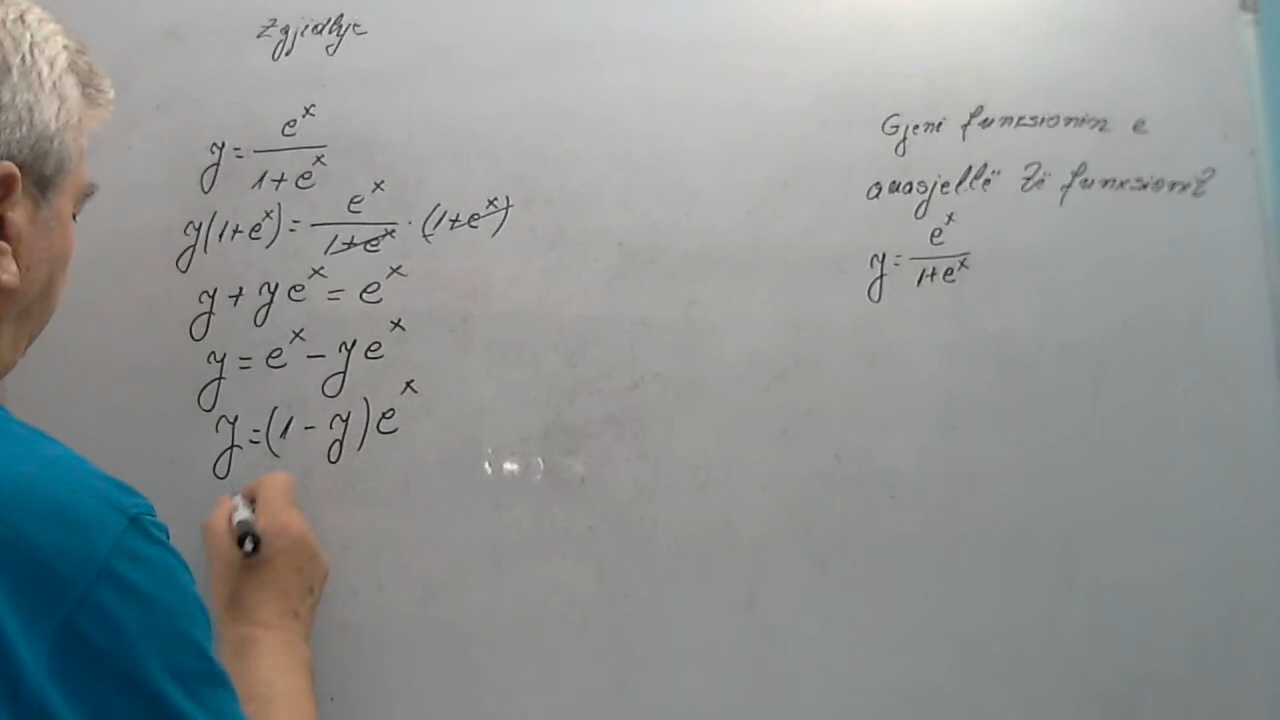 Zgjidhje
y = e^x / (1+e^x)
y(1+e^x) = e^x / (1+e^x) · (1+e^x)
y + ye^x = e^x
y = e^x - ye^x
y = (1-y)e^x
Gjeni funksionin e
anasjelltë të funksionit
y = e^x / (1+e^x)